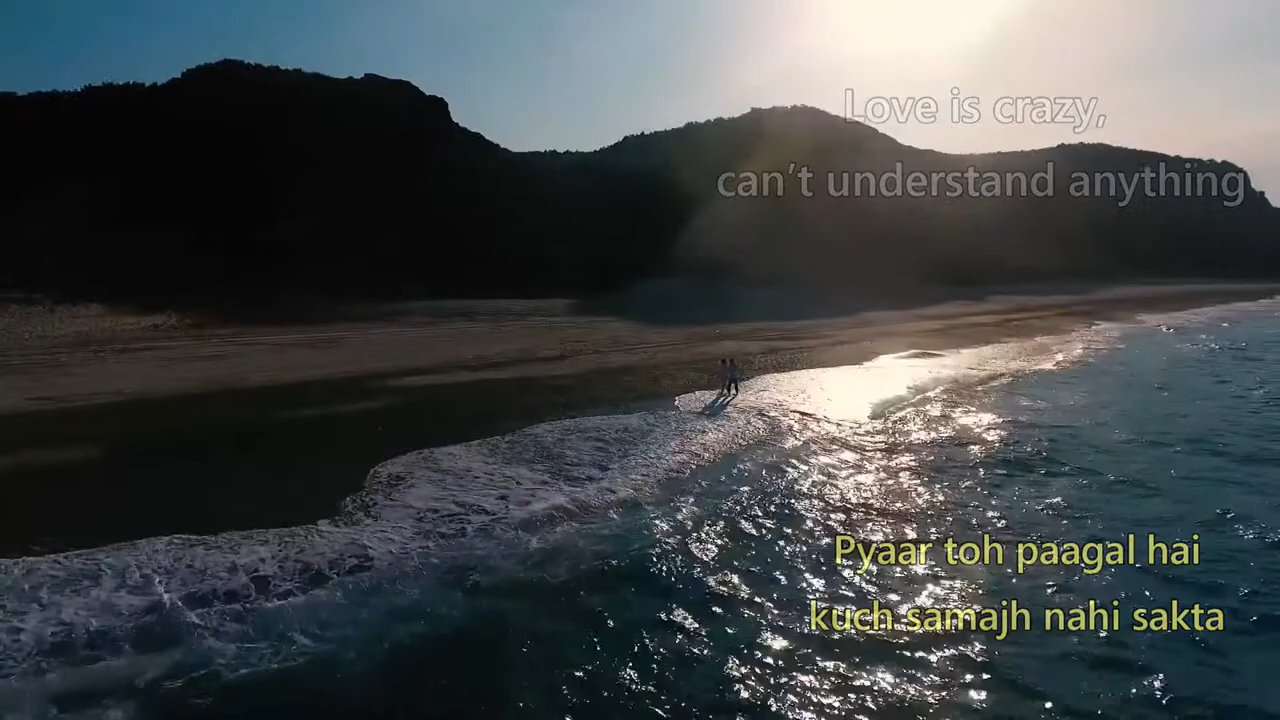 Love is crazy,
can't understand anything
Pyaar toh paagal hai
kuch samajh nahi sakta